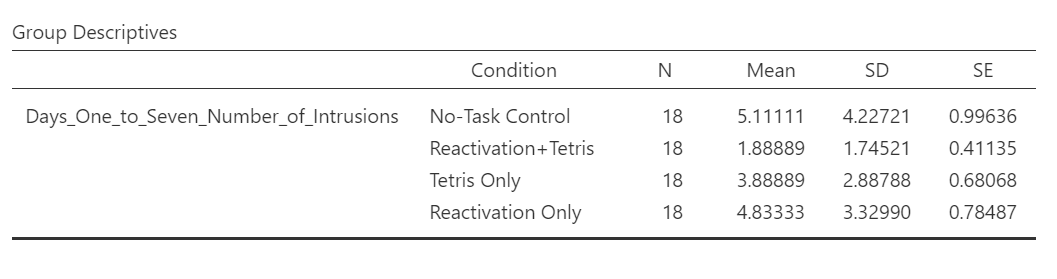 Group Descriptives
Condition N Mean SD SE
Days_One_to_Seven_Number_of_Intrusions No-Task Control 18 5.11111 4.22721 0.99636
Reactivation+Tetris 18 1.88889 1.74521 0.41135
Tetris Only 18 3.88889 2.88788 0.68068
Reactivation Only 18 4.83333 3.32990 0.78487